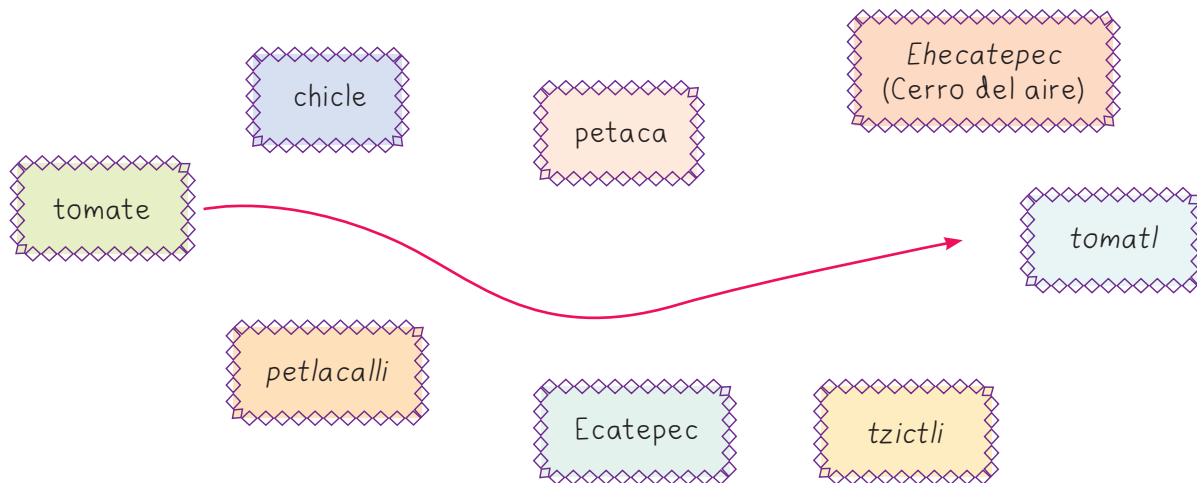 Ehecatepec
(Cerro del aire)
chicle
petaca
tomate
tomatl
petlacalli
Ecatepec
tzictli